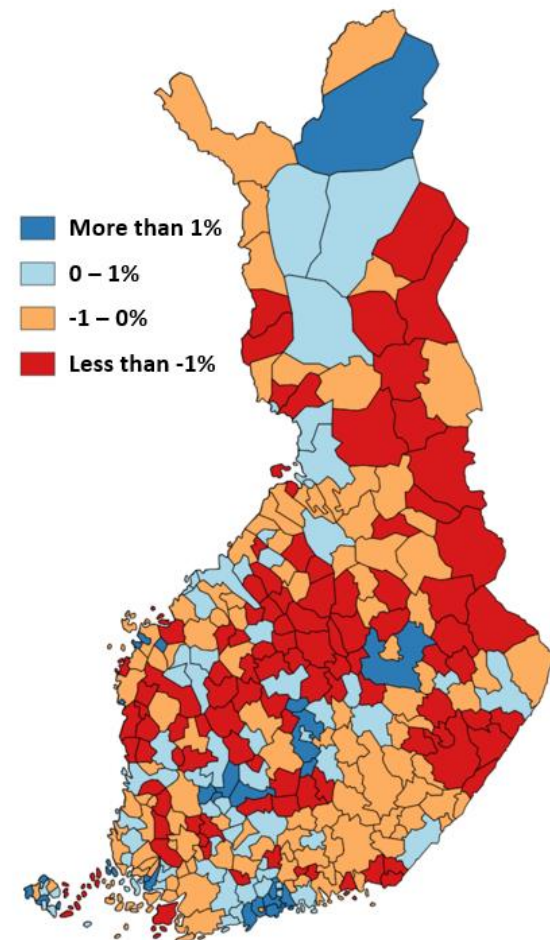 More than 1%
0 – 1%
-1 – 0%
Less than -1%